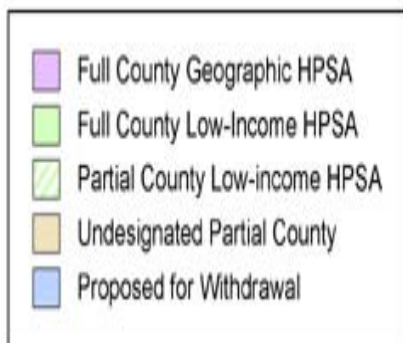 Full County Geographic HPSA
Full County Low-Income HPSA
Partial County Low-income HPSA
Undesignated Partial County
Proposed for Withdrawal